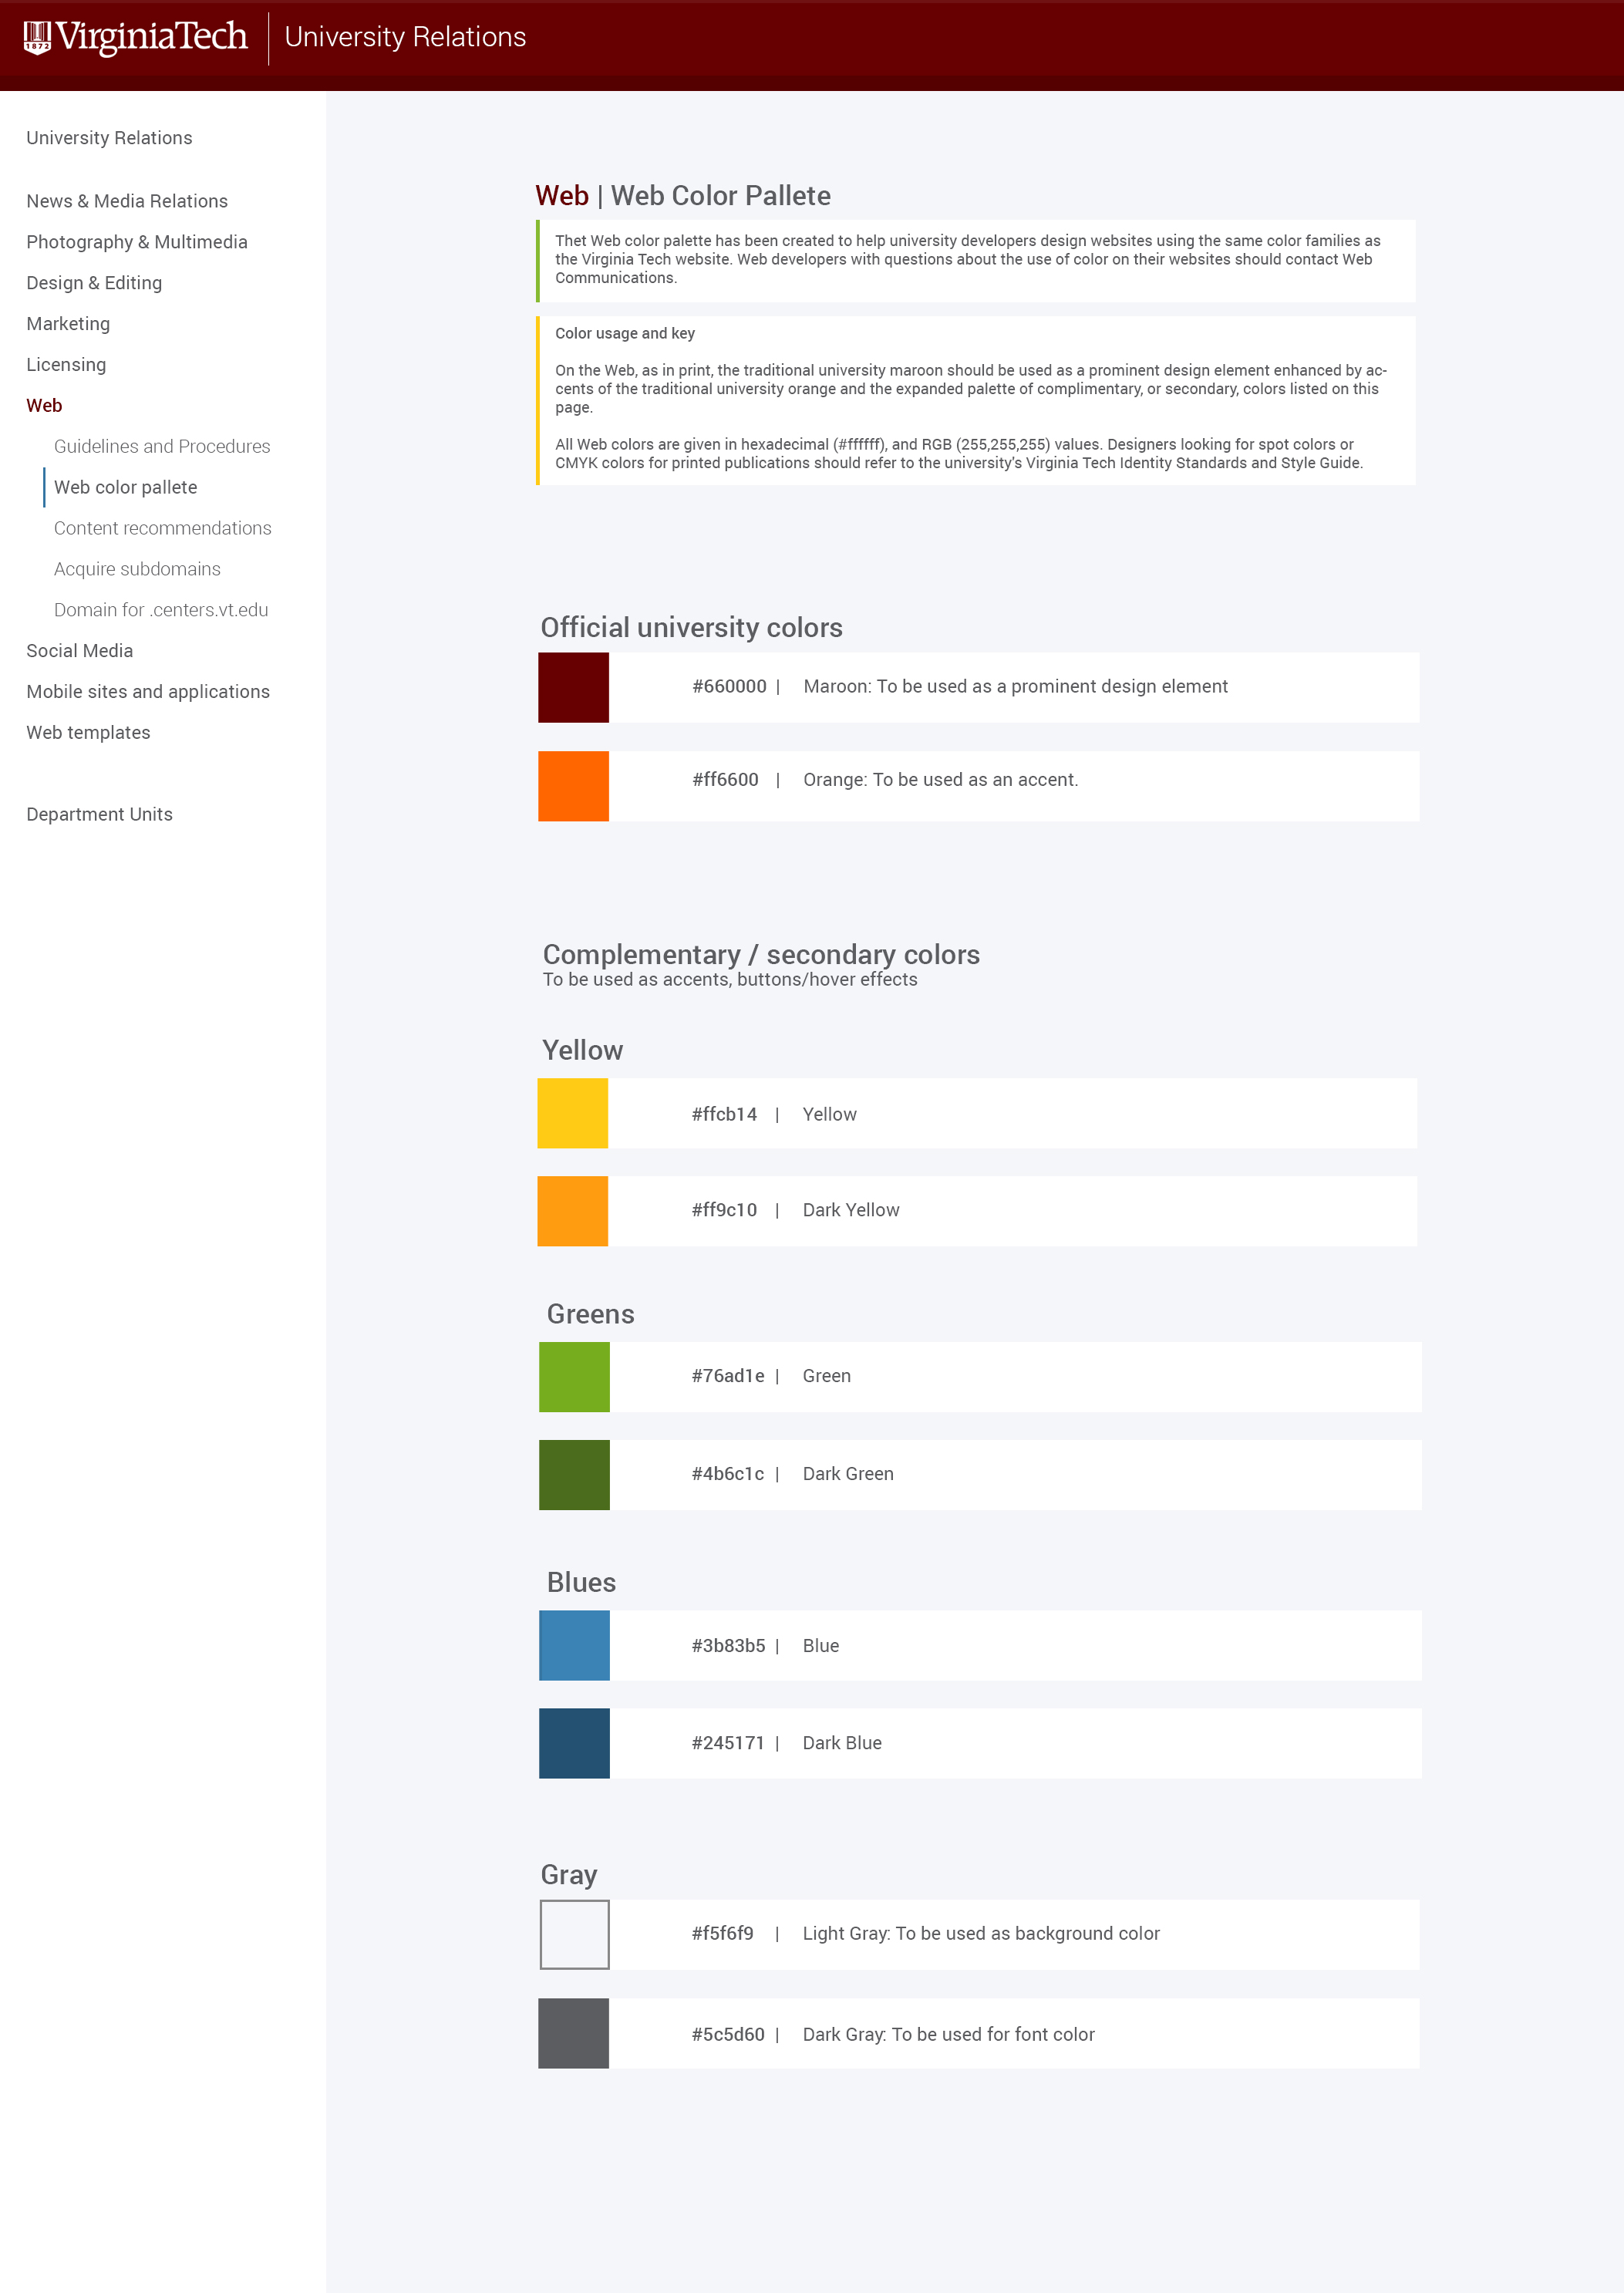 1872
VirginiaTech
University Relations
University Relations
News & Media Relations
Photography & Multimedia
Design & Editing
Marketing
Licensing
Web
Guidelines and Procedures
Web color pallete
Content recommendations
Acquire subdomains
Domain for .centers.vt.edu
Social Media
Mobile sites and applications
Web templates
Department Units
Web | Web Color Pallete
Thet Web color palette has been created to help university developers design websites using the same color families as
the Virginia Tech website. Web developers with questions about the use of color on their websites should contact Web
Communications.
Color usage and key
On the Web, as in print, the traditional university maroon should be used as a prominent design element enhanced by ac-
cents of the traditional university orange and the expanded palette of complimentary, or secondary, colors listed on this
page.
All Web colors are given in hexadecimal (#ffffff), and RGB (255,255,255) values. Designers looking for spot colors or
CMYK colors for printed publications should refer to the university's Virginia Tech Identity Standards and Style Guide.
Official university colors
#660000 | Maroon: To be used as a prominent design element
#ff6600 | Orange: To be used as an accent.
Complementary / secondary colors
To be used as accents, buttons/hover effects
Yellow
#ffcb14 | Yellow
#ff9c10 | Dark Yellow
Greens
#76ad1e | Green
#4b6c1c | Dark Green
Blues
#3b83b5 | Blue
#245171 | Dark Blue
Gray
#f5f6f9 | Light Gray: To be used as background color
#5c5d60 | Dark Gray: To be used for font color